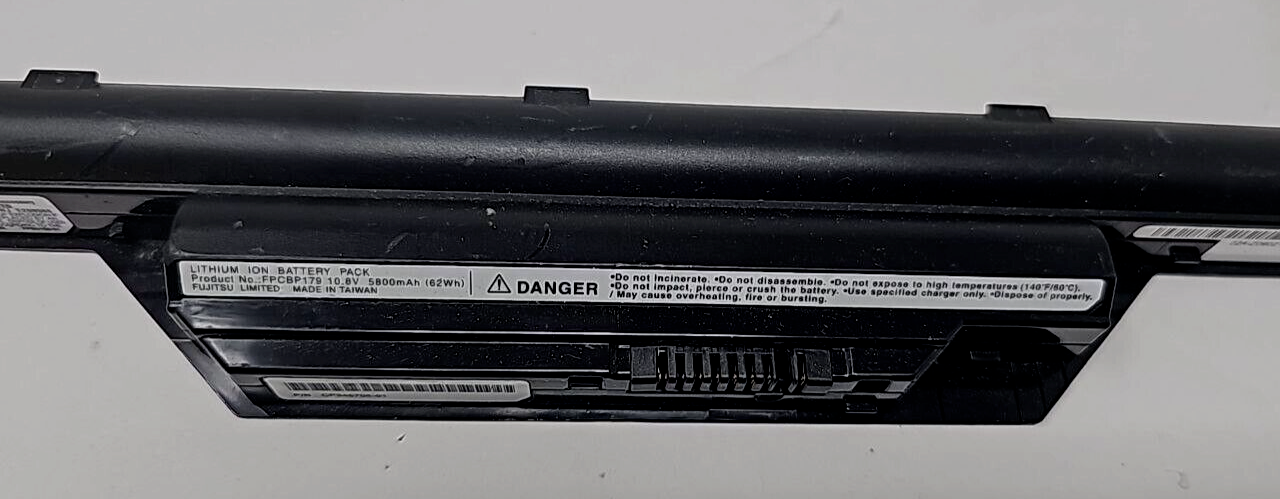 LITHIUM ION BATTERY PACK
Product No.:FPCBP179 10.8V 5800mAh (62Wh)
FUJITSU LIMITED MADE IN TAIWAN
DANGER
•Do not incinerate. •Do not disassemble. •Do not expose to high temperatures (140°F/60°C).
•Do not impact, pierce or crush the battery. •Use specified charger only. •Dispose of properly.
/ May cause overheating, fire or bursting.